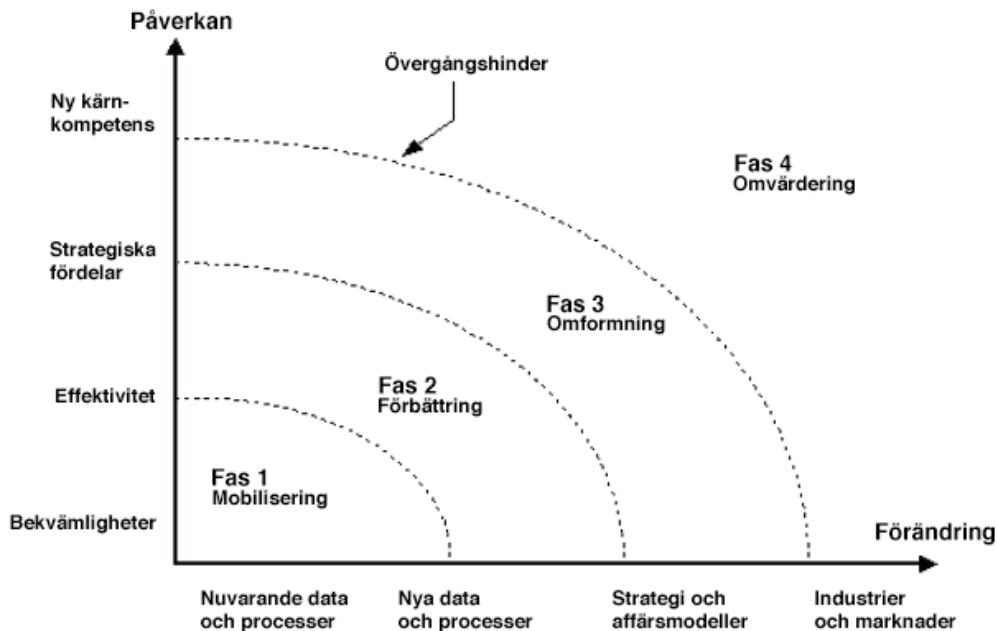 Påverkan
Övergångshinder
Ny kärn-
kompetens
Fas 4
Omvärdering
Strategiska
fördelar
Fas 3
Omformning
Effektivitet
Fas 2
Förbättring
Fas 1
Mobilisering
Bekvämligheter
Förändring
Nuvarande data
och processer
Nya data
och processer
Strategi och
affärsmodeller
Industrier
och marknader